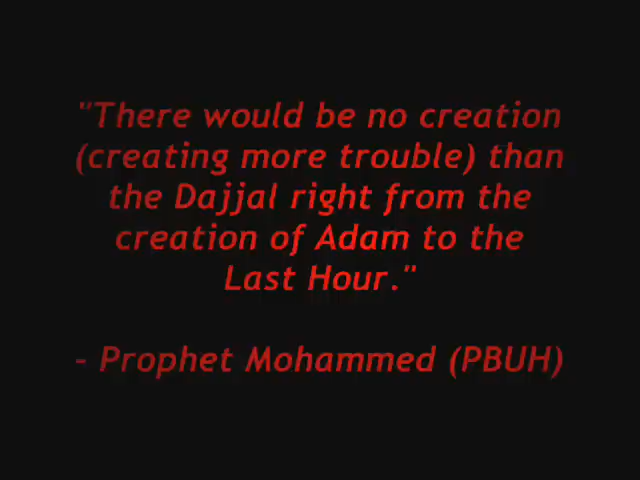 "There would be no creation
(creating more trouble) than
the Dajjal right from the
creation of Adam to the
Last Hour."
- Prophet Mohammed (PBUH)